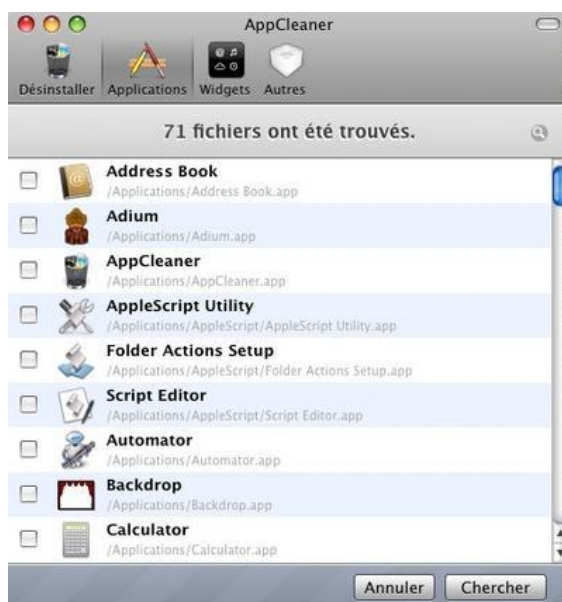 AppCleaner
Désinstaller Applications Widgets Autres
71 fichiers ont été trouvés.
Address Book
/Applications/Address Book.app
Adium
/Applications/Adium.app
AppCleaner
/Applications/AppCleaner.app
AppleScript Utility
/Applications/AppleScript/AppleScript Utility.app
Folder Actions Setup
/Applications/AppleScript/Folder Actions Setup.app
Script Editor
/Applications/AppleScript/Script Editor.app
Automator
/Applications/Automator.app
Backdrop
/Applications/Backdrop.app
Calculator
/Applications/Calculator.app
Annuler Chercher